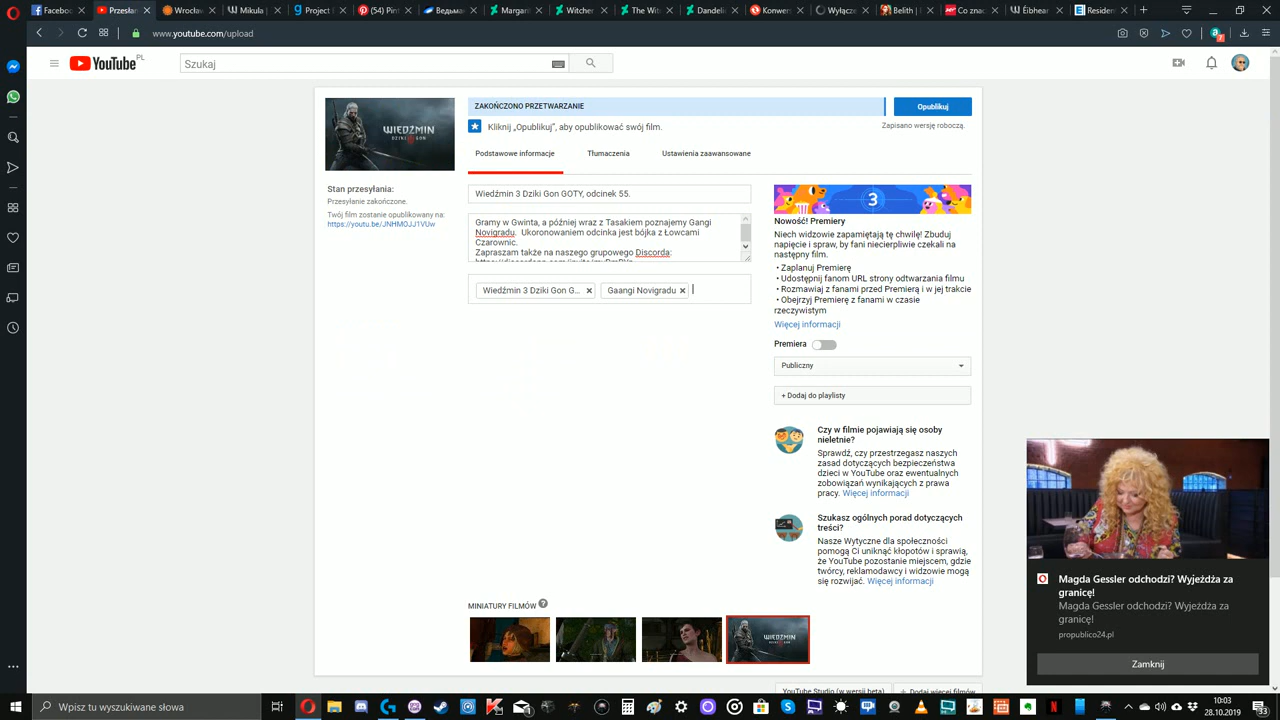 Facebo
Przesła
Wrocław
Mikula
Project
(54) Pin
Ведьма
Margare
Witcher
The Wit
Dandelio
Konwer
Wyłącz
Belith
Co znac
Eibhear
Residen
www.youtube.com/upload
7
YouTube PL
Szukaj
WIEDŹMIN
DZIKI GON
ZAKOŃCZONO PRZETWARZANIE
Opublikuj
Kliknij „Opublikuj”, aby opublikować swój film.
Zapisano wersję roboczą.
Podstawowe informacje
Tłumaczenia
Ustawienia zaawansowane
Stan przesyłania:
Przesyłanie zakończone.
Twój film zostanie opublikowany na:
https://youtu.be/JNHMOJJ1VUw
Wiedźmin 3 Dziki Gon GOTY, odcinek 55.
Gramy w Gwinta, a później wraz z Tasakiem poznajemy Gangi
Novigradu. Ukoronowaniem odcinka jest bójka z Łowcami
Czarownic.
Zapraszam także na naszego grupowego Discorda:
Wiedźmin 3 Dziki Gon G...
Gaangi Novigradu
3
Nowość! Premiery
Niech widzowie zapamiętają tę chwilę! Zbuduj
napięcie i spraw, by fani niecierpliwie czekali na
następny film.
• Zaplanuj Premierę
• Udostępnij fanom URL strony odtwarzania filmu
• Rozmawiaj z fanami przed Premierą i w jej trakcie
• Obejrzyj Premierę z fanami w czasie
rzeczywistym
Więcej informacji
Premiera
Publiczny
+ Dodaj do playlisty
Czy w filmie pojawiają się osoby
nieletnie?
Sprawdź, czy przestrzegasz naszych
zasad dotyczących bezpieczeństwa
dzieci w YouTube oraz ewentualnych
zobowiązań wynikających z prawa
pracy. Więcej informacji
Szukasz ogólnych porad dotyczących
treści?
Nasze Wytyczne dla społeczności
pomogą Ci uniknąć kłopotów i sprawią,
że YouTube pozostanie miejscem, gdzie
twórcy, reklamodawcy i widzowie mogą
się rozwijać. Więcej informacji
MINIATURY FILMÓW
WIEDŹMIN
YouTube Studio (w wersji beta)
+ Dodaj więcej filmów
Magda Gessler odchodzi? Wyjeżdża za
granicę!
Magda Gessler odchodzi? Wyjeżdża za
granicę!
propublico24.pl
Zamknij
Wpisz tu wyszukiwane słowa
10:03
28.10.2019